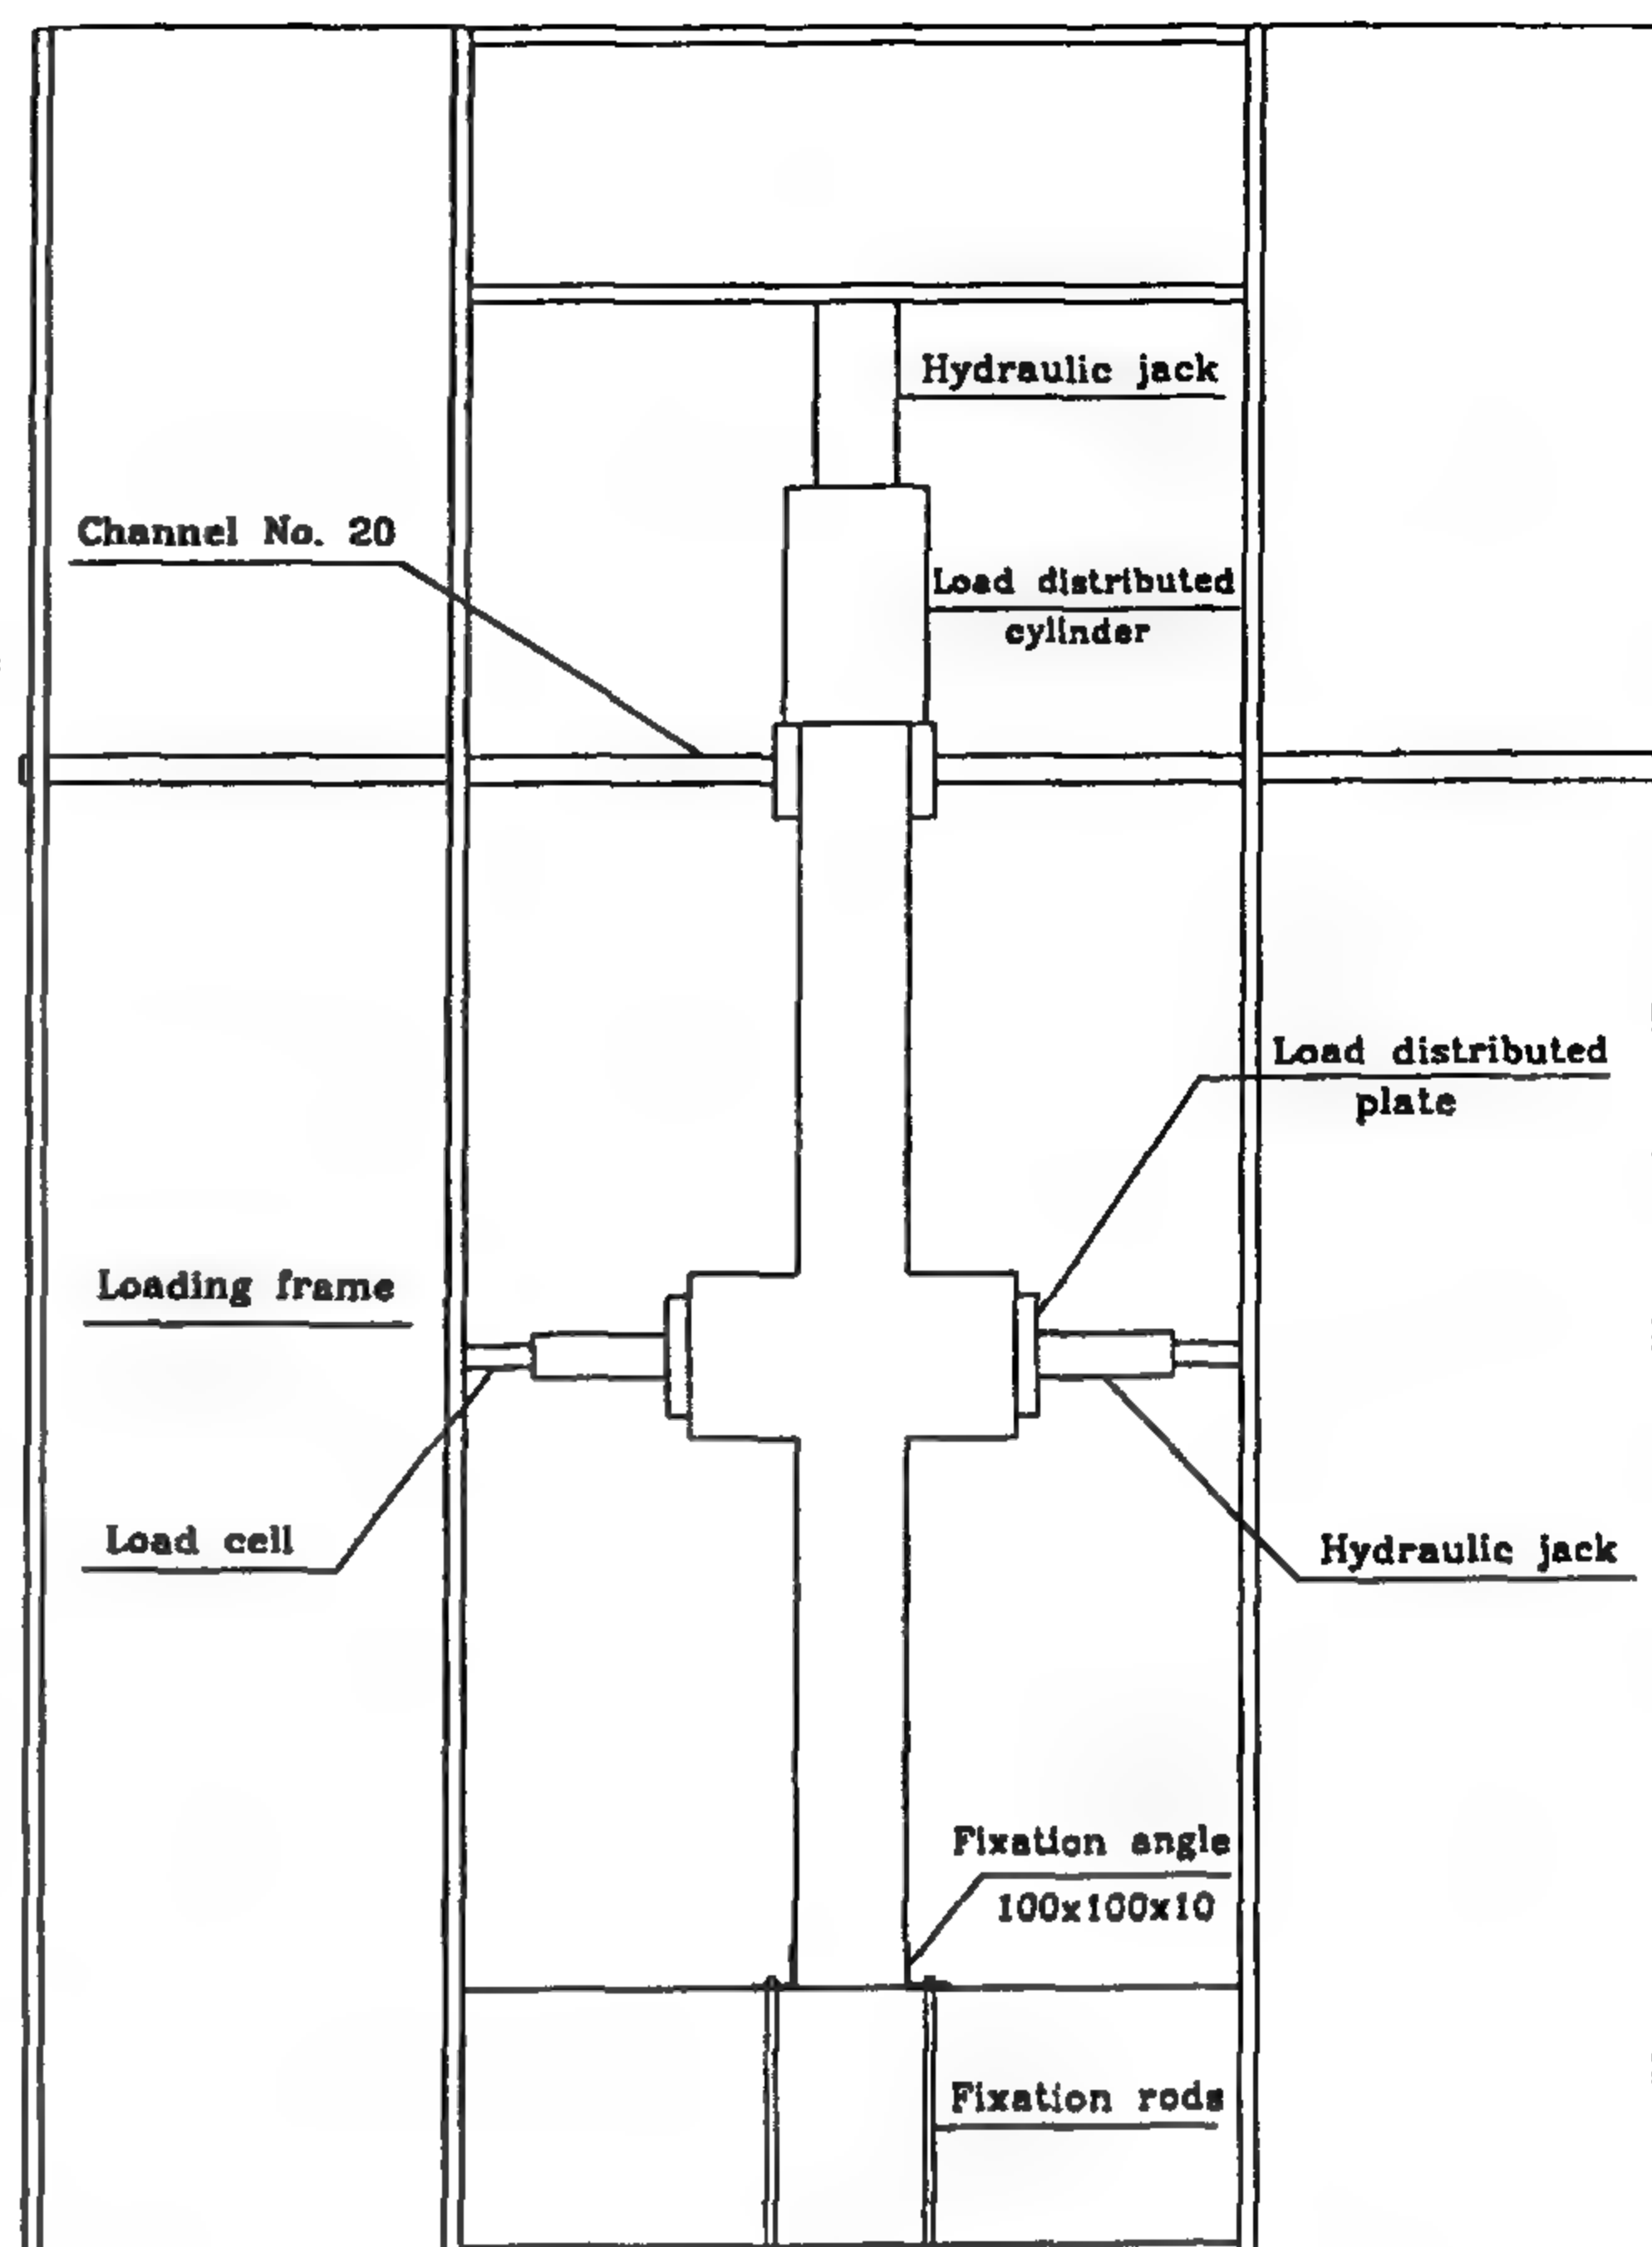 Hydraulic jack
Channel No. 20
Load distributed
cylinder
Load distributed
plate
Loading frame
Load cell
Hydraulic jack
Fixation angle
100x100x10
Fixation rods